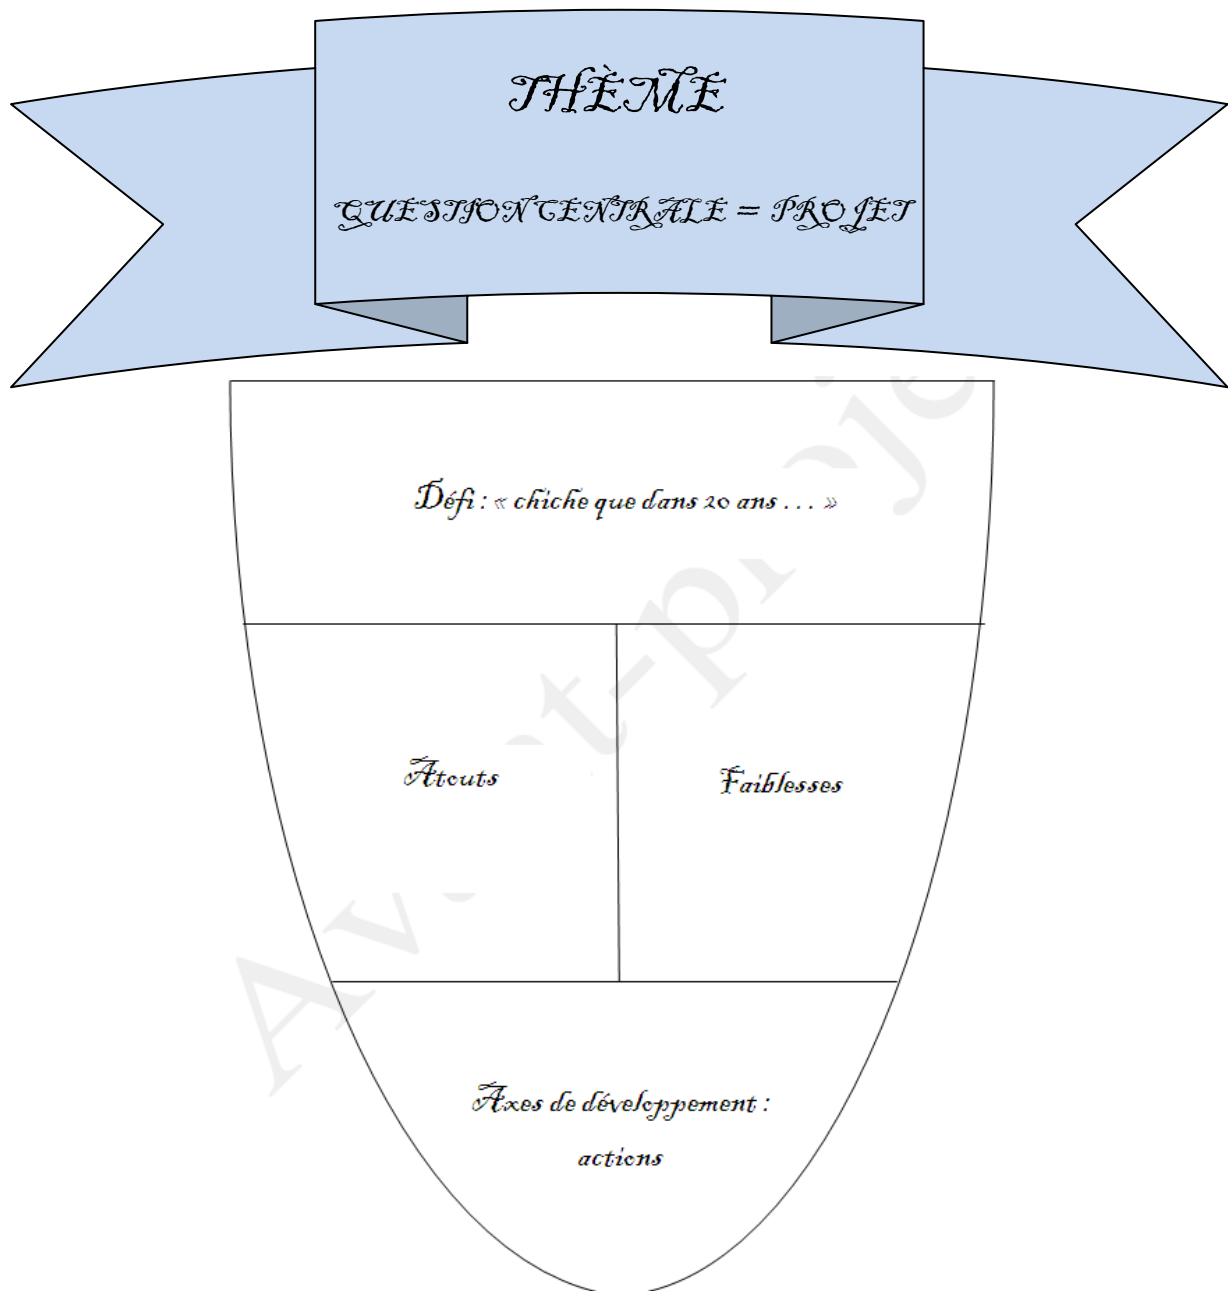 THÈME
QUESTION CENTRALE = PROJET
Défi : « chiche que dans 20 ans … »
Atouts
Faiblesses
Axes de développement :
actions